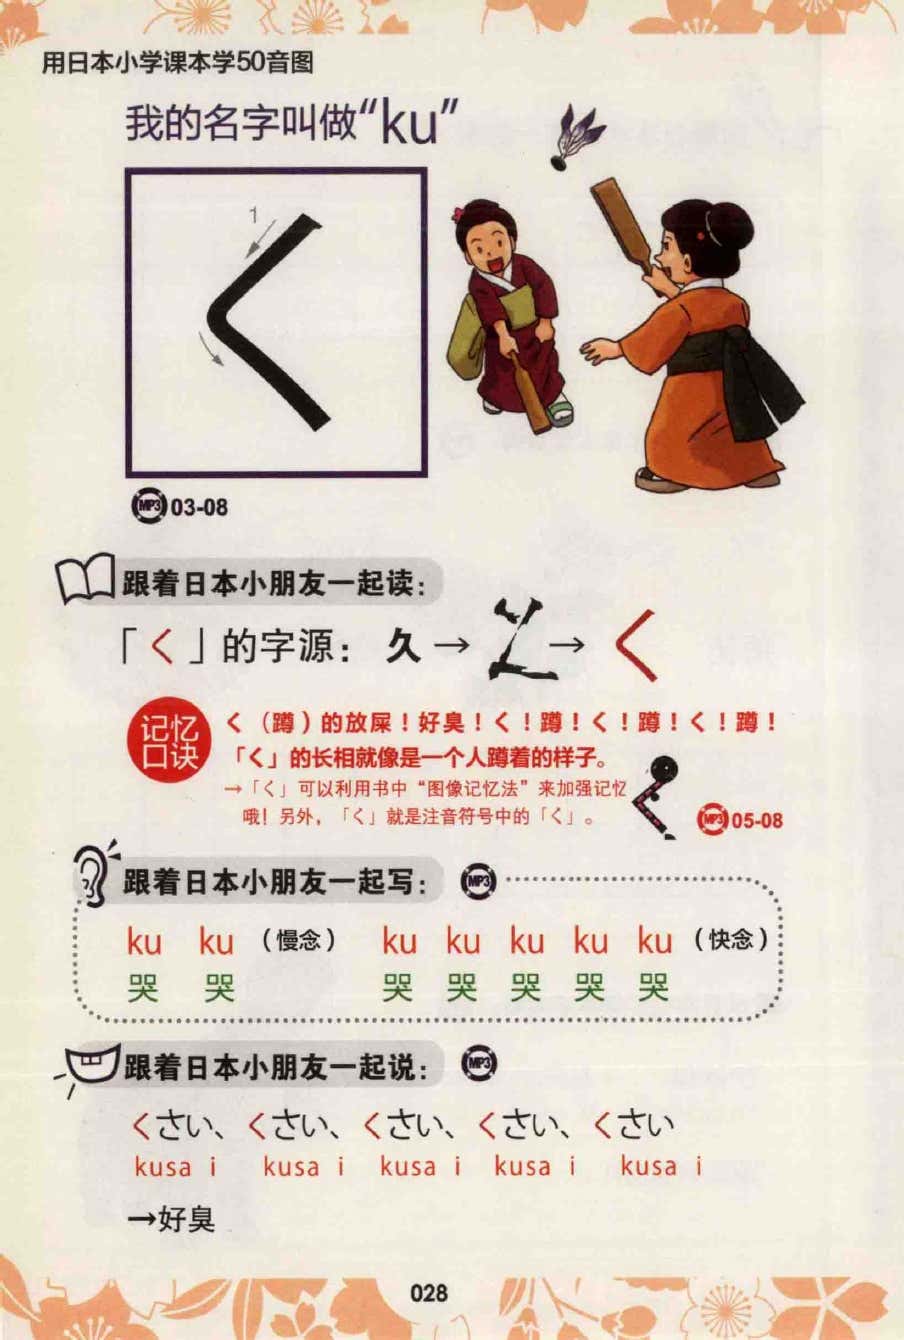 用日本小学课本学50音图
我的名字叫做“ku”
1
く
MP3 03-08
跟着日本小朋友一起读：
「く」的字源： 久→ →く
记忆
口诀
く（蹲）的放屎！好臭！く！蹲！く！蹲！く！蹲！
「く」的长相就像是一个人蹲着的样子。
→「く」可以利用书中“图像记忆法”来加强记忆
哦！另外，「く」就是注音符号中的「く」。
MP3 05-08
跟着日本小朋友一起写： MP3
ku ku （慢念） ku ku ku ku ku （快念）
哭 哭 哭 哭 哭 哭 哭
跟着日本小朋友一起说： MP3
くさい、くさい、くさい、くさい、くさい
kusa i kusa i kusa i kusa i kusa i
→好臭
028